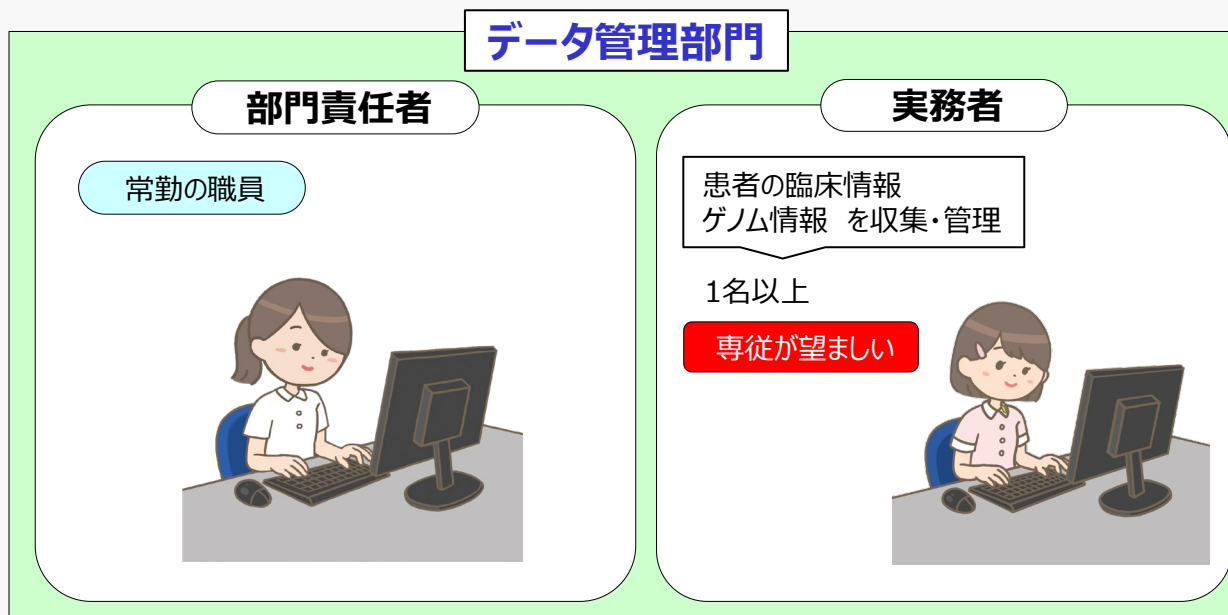 データ管理部門
部門責任者
常勤の職員
実務者
患者の臨床情報
ゲノム情報　を収集・管理
1名以上
専従が望ましい